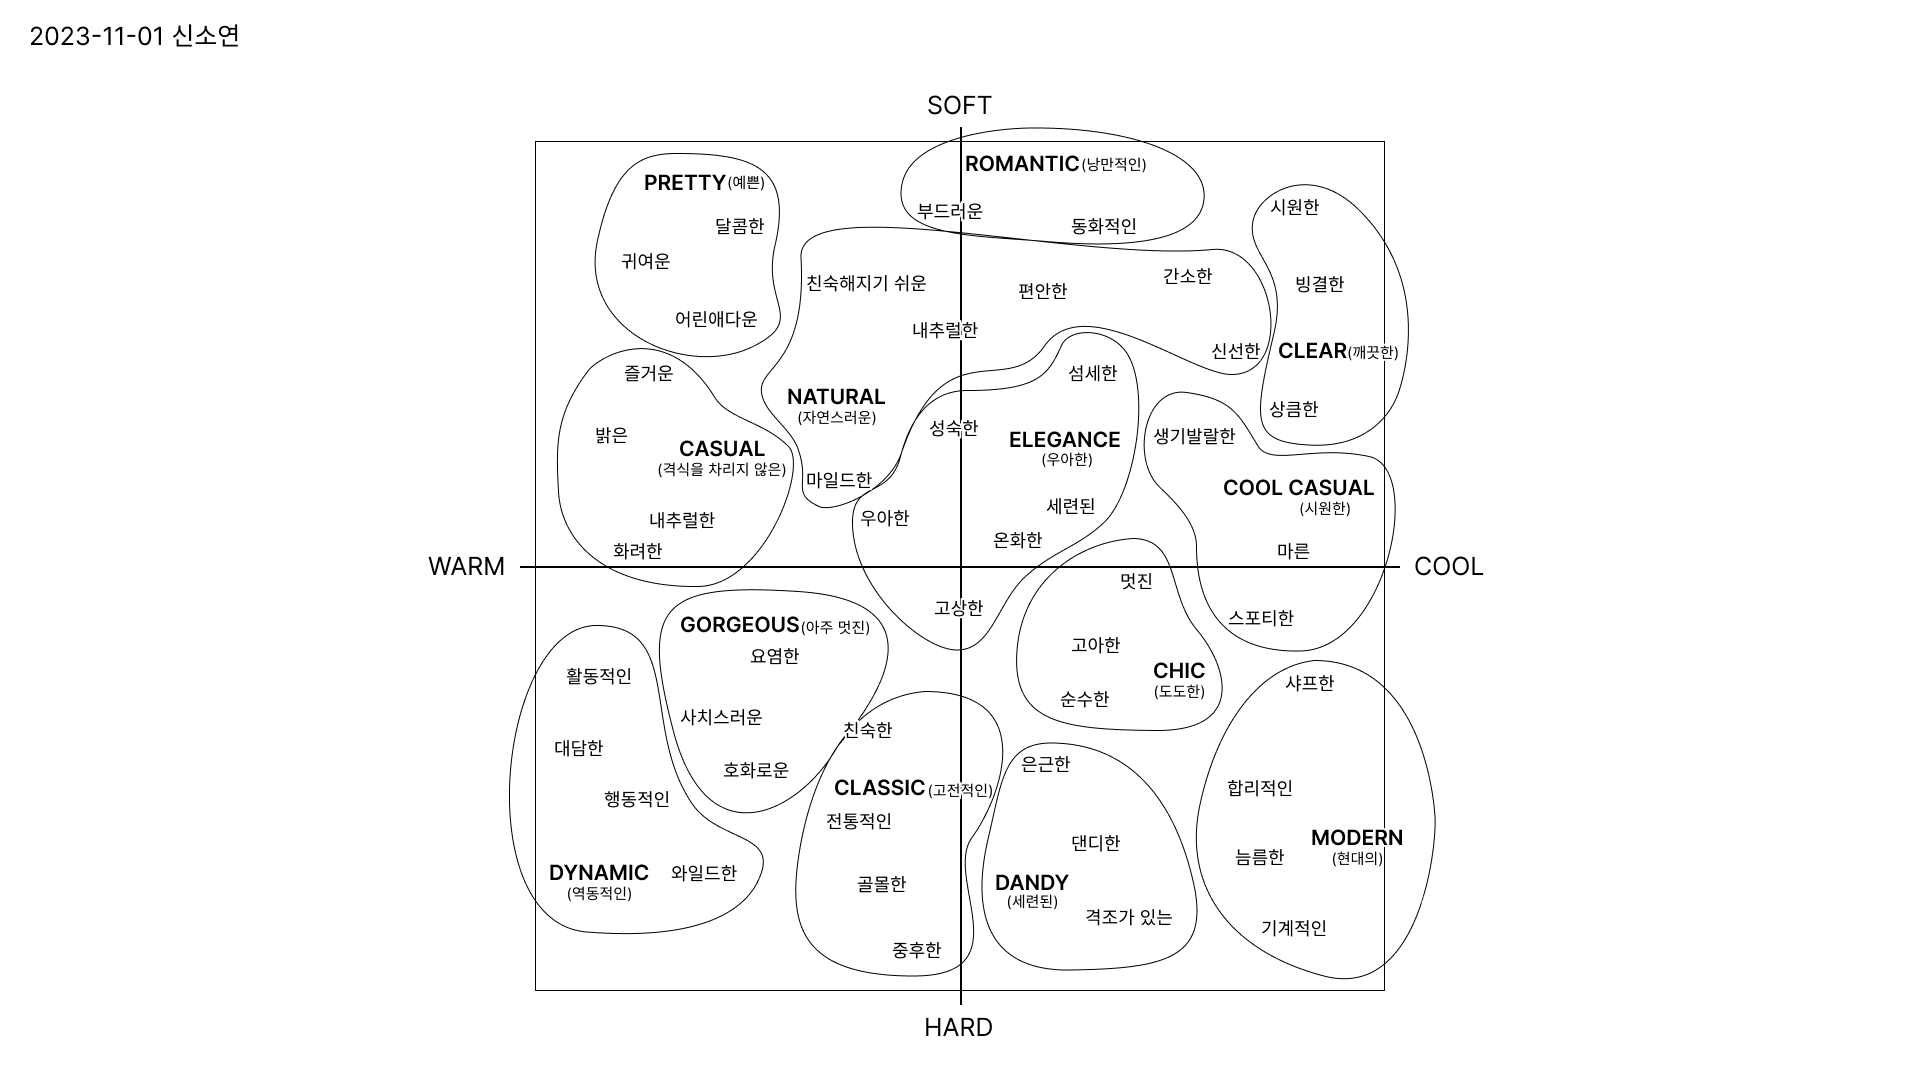 2023-11-01 신소연
SOFT
ROMANTIC(낭만적인)
부드러운
동화적인
PRETTY(예쁜)
달콤한
귀여운
어린애다운
시원한
빙결한
CLEAR(깨끗한)
상큼한
친숙해지기 쉬운
편안한
간소한
내추럴한
신선한
NATURAL
(자연스러운)
마일드한
즐거운
밝은
CASUAL
(격식을 차리지 않은)
내추럴한
화려한
섬세한
성숙한
ELEGANCE
(우아한)
세련된
우아한
온화한
고상한
생기발랄한
COOL CASUAL
(시원한)
마른
스포티한
WARM
COOL
멋진
고아한
CHIC
(도도한)
순수한
GORGEOUS(아주 멋진)
요염한
사치스러운
호화로운
활동적인
대담한
행동적인
DYNAMIC
(역동적인)
와일드한
친숙한
CLASSIC(고전적인)
전통적인
골몰한
중후한
은근한
댄디한
DANDY
(세련된)
격조가 있는
샤프한
합리적인
MODERN
(현대의)
늠름한
기계적인
HARD